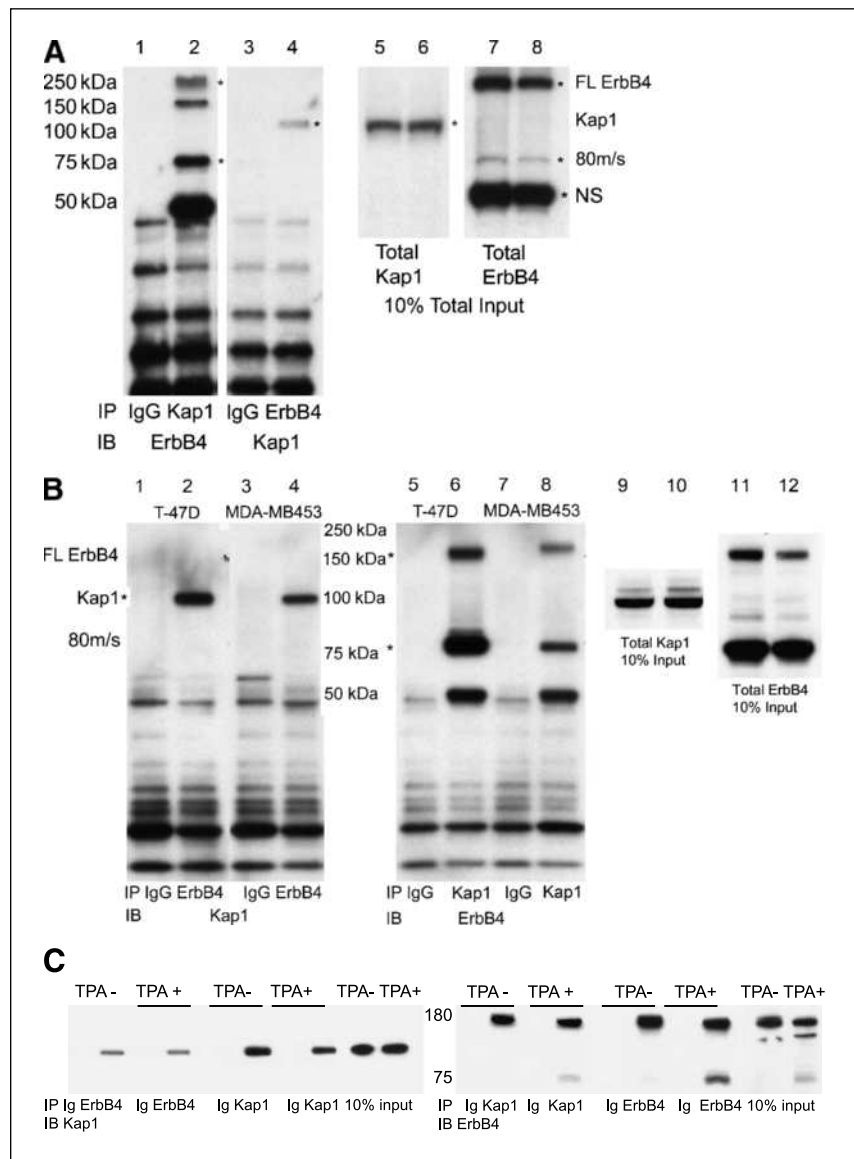 A
1 2 3 4 5 6 7 8
250 kDa * FL ErbB4
150 kDa
100 kDa * * Kap1
75 kDa * * 80m/s
50 kDa * NS
Total Kap1
Total ErbB4
10% Total Input
IP IgG Kap1 IgG ErbB4
IB ErbB4 Kap1
B
1 2 3 4 5 6 7 8 9 10 11 12
T-47D MDA-MB453 T-47D MDA-MB453
FL ErbB4
Kap1*
80m/s
250 kDa
150 kDa*
100 kDa
75 kDa *
50 kDa
Total Kap1
10% Input
Total ErbB4
10% Input
IP IgG ErbB4 IgG ErbB4
IB Kap1
IP IgG Kap1 IgG Kap1
IB ErbB4
C
TPA - TPA + TPA- TPA+ TPA- TPA+
TPA - TPA + TPA- TPA+ TPA- TPA+
180
75
IP Ig ErbB4 Ig ErbB4 Ig Kap1 Ig Kap1 10% input
IB Kap1
IP Ig Kap1 Ig Kap1 Ig ErbB4 Ig ErbB4 10% input
IB ErbB4